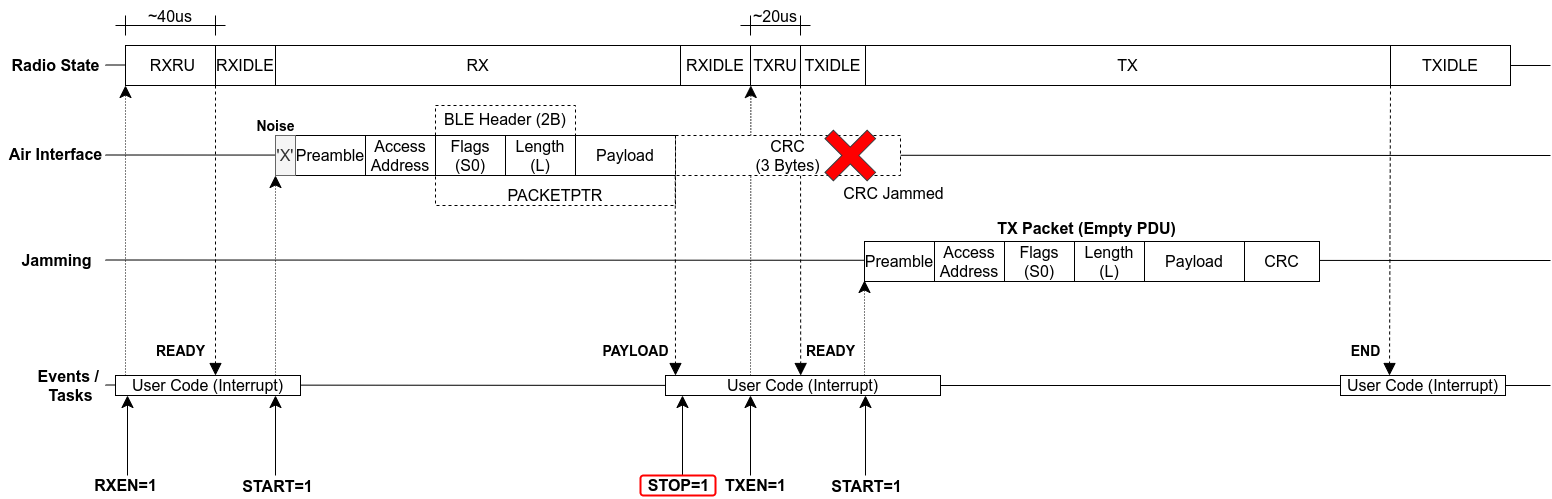 ~40us
~20us
Radio State
RXRU
RXIDLE
RX
RXIDLE
TXRU
TXIDLE
TX
TXIDLE
Noise
BLE Header (2B)
Air Interface
'X'
Preamble
Access
Address
Flags
(S0)
Length
(L)
Payload
CRC
(3 Bytes)
PACKETPTR
CRC Jammed
TX Packet (Empty PDU)
Jamming
Preamble
Access
Address
Flags
(S0)
Length
(L)
Payload
CRC
READY
PAYLOAD
READY
END
Events /
Tasks
User Code (Interrupt)
User Code (Interrupt)
User Code (Interrupt)
RXEN=1
START=1
STOP=1
TXEN=1
START=1